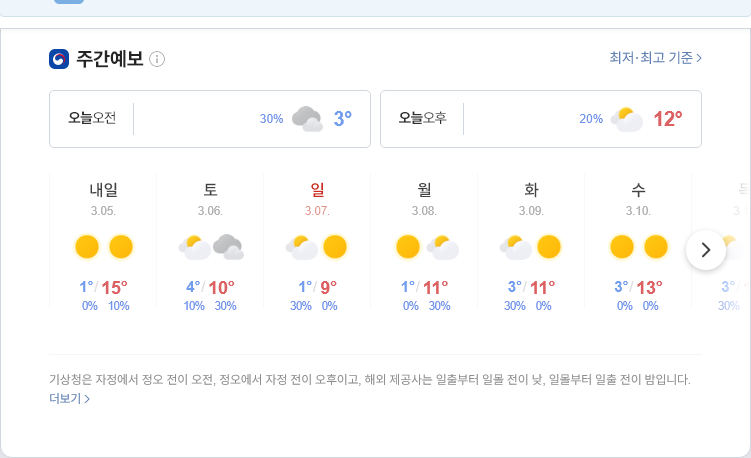 주간예보
최저·최고 기준
오늘오전 30% 3°
오늘오후 20% 12°
내일 토 일 월 화 수
3.05. 3.06. 3.07. 3.08. 3.09. 3.10. 3.
1°/15° 4°/10° 1°/9° 1°/11° 3°/11° 3°/13° 3°
0% 10% 10% 30% 30% 0% 0% 30% 30% 0% 0% 0% 30%
기상청은 자정에서 정오 전이 오전, 정오에서 자정 전이 오후이고, 해외 제공사는 일출부터 일몰 전이 낮, 일몰부터 일출 전이 밤입니다.
더보기